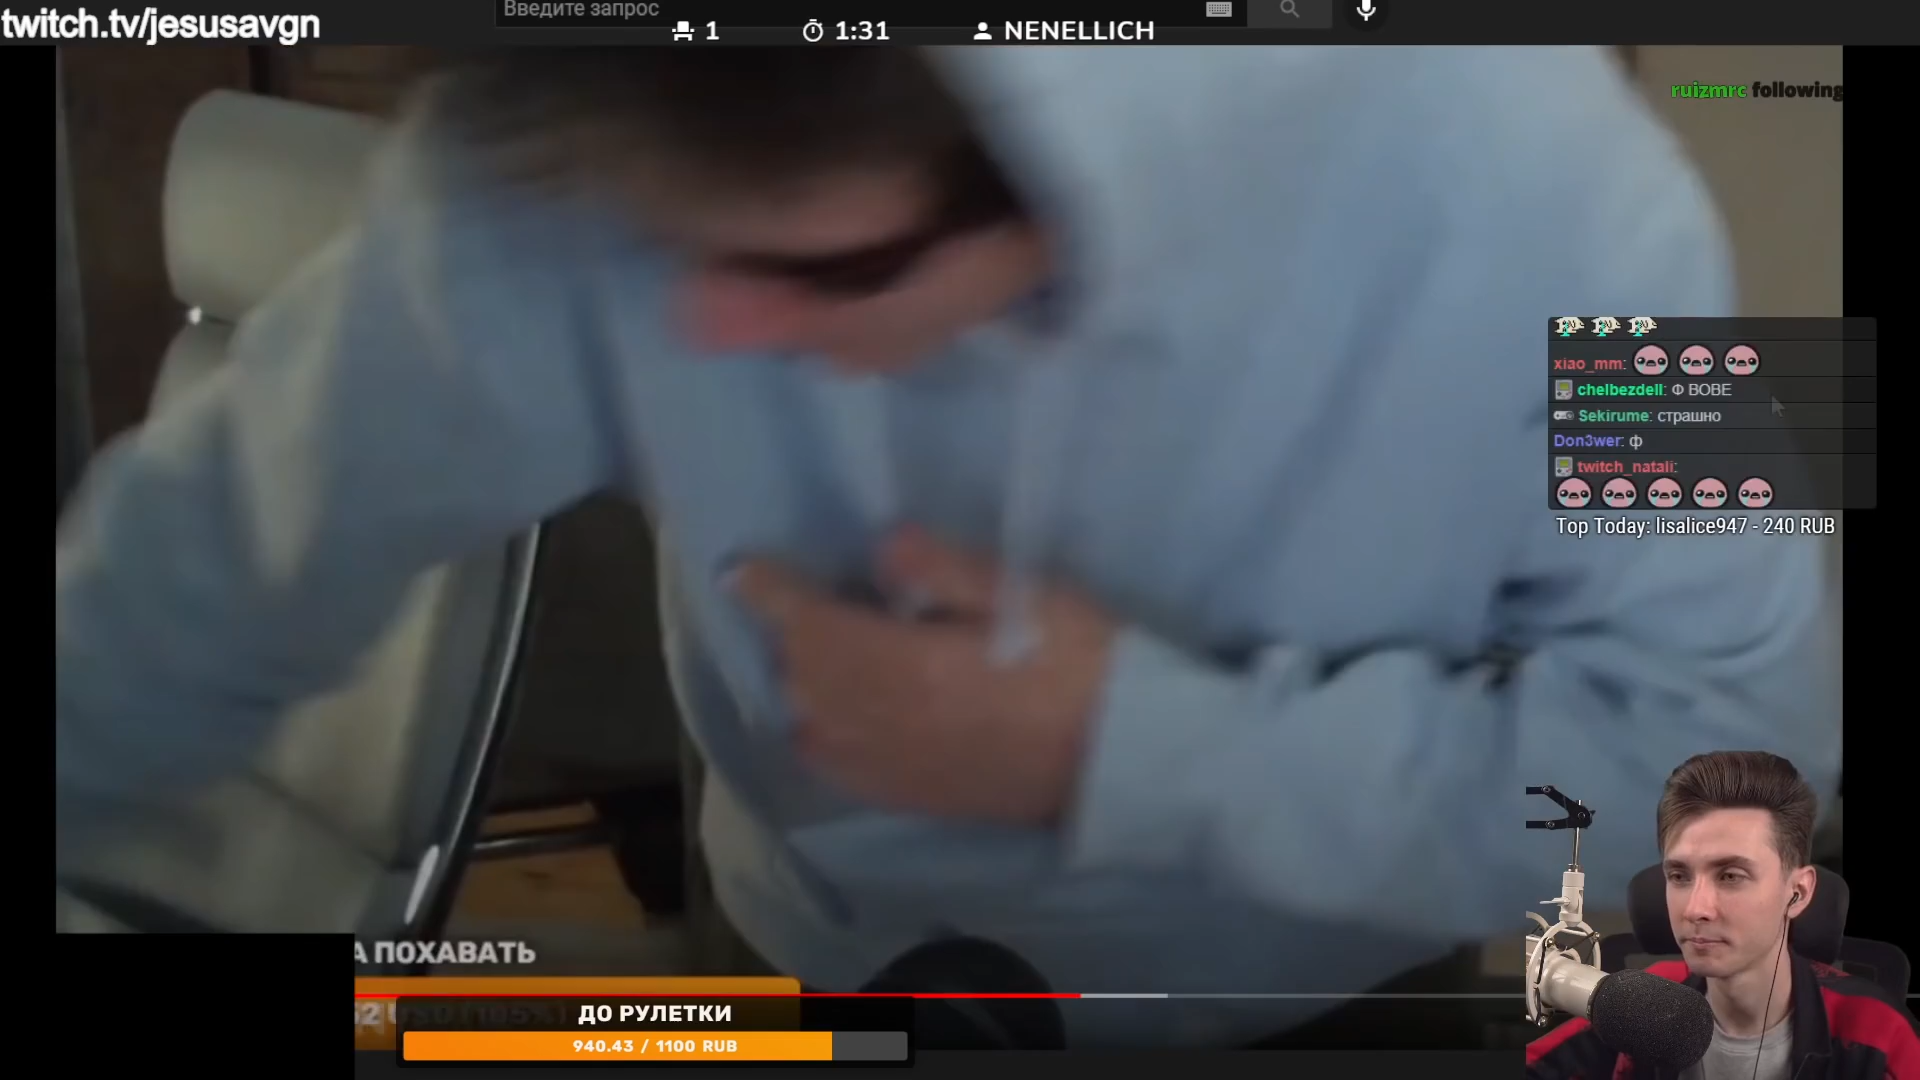 twitch.tv/jesusavgn
Введите запрос
1
1:31
NENELLICH
ruizmrc following
xiao_mm:
chelbezdell: Ф ВОВЕ
Sekirume: страшно
Don3wer: ф
twitch_natali:
Top Today: lisalice947 - 240 RUB
А ПОХАВАТЬ
ДО РУЛЕТКИ
940.43 / 1100 RUB